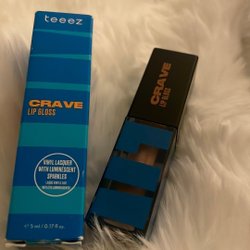 teeez
CRAVE
LIP GLOSS
VINYL LACQUER
WITH LUMINESCENT
SPARKLES
e 5 ml / 0.17 fl oz.
CRAVE
LIP GLOSS